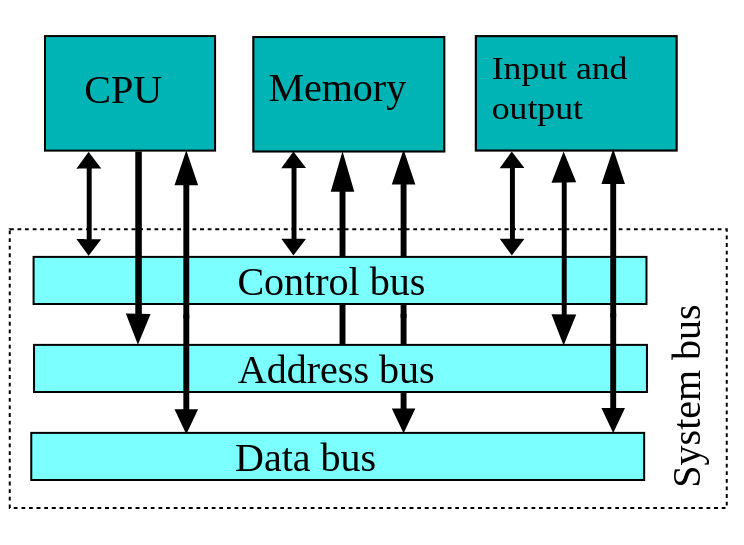 CPU
Memory
Input and
output
Control bus
Address bus
Data bus
System bus